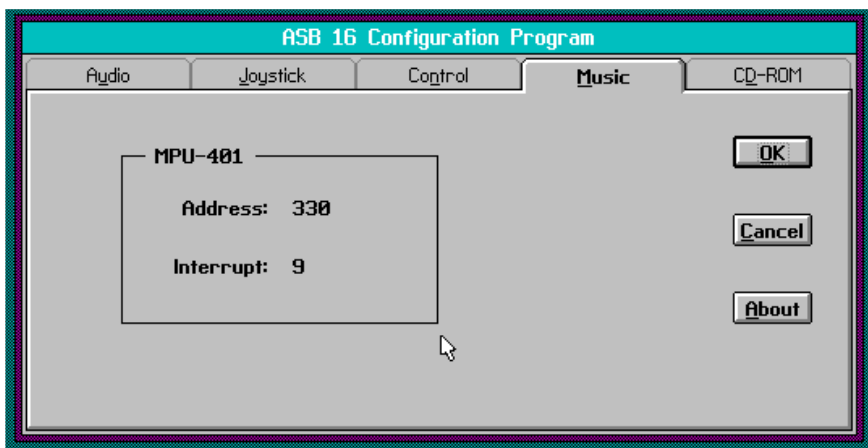 ASB 16 Configuration Program
Audio Joystick Control Music CD-ROM
MPU-401
OK
Address: 330
Cancel
Interrupt: 9
About